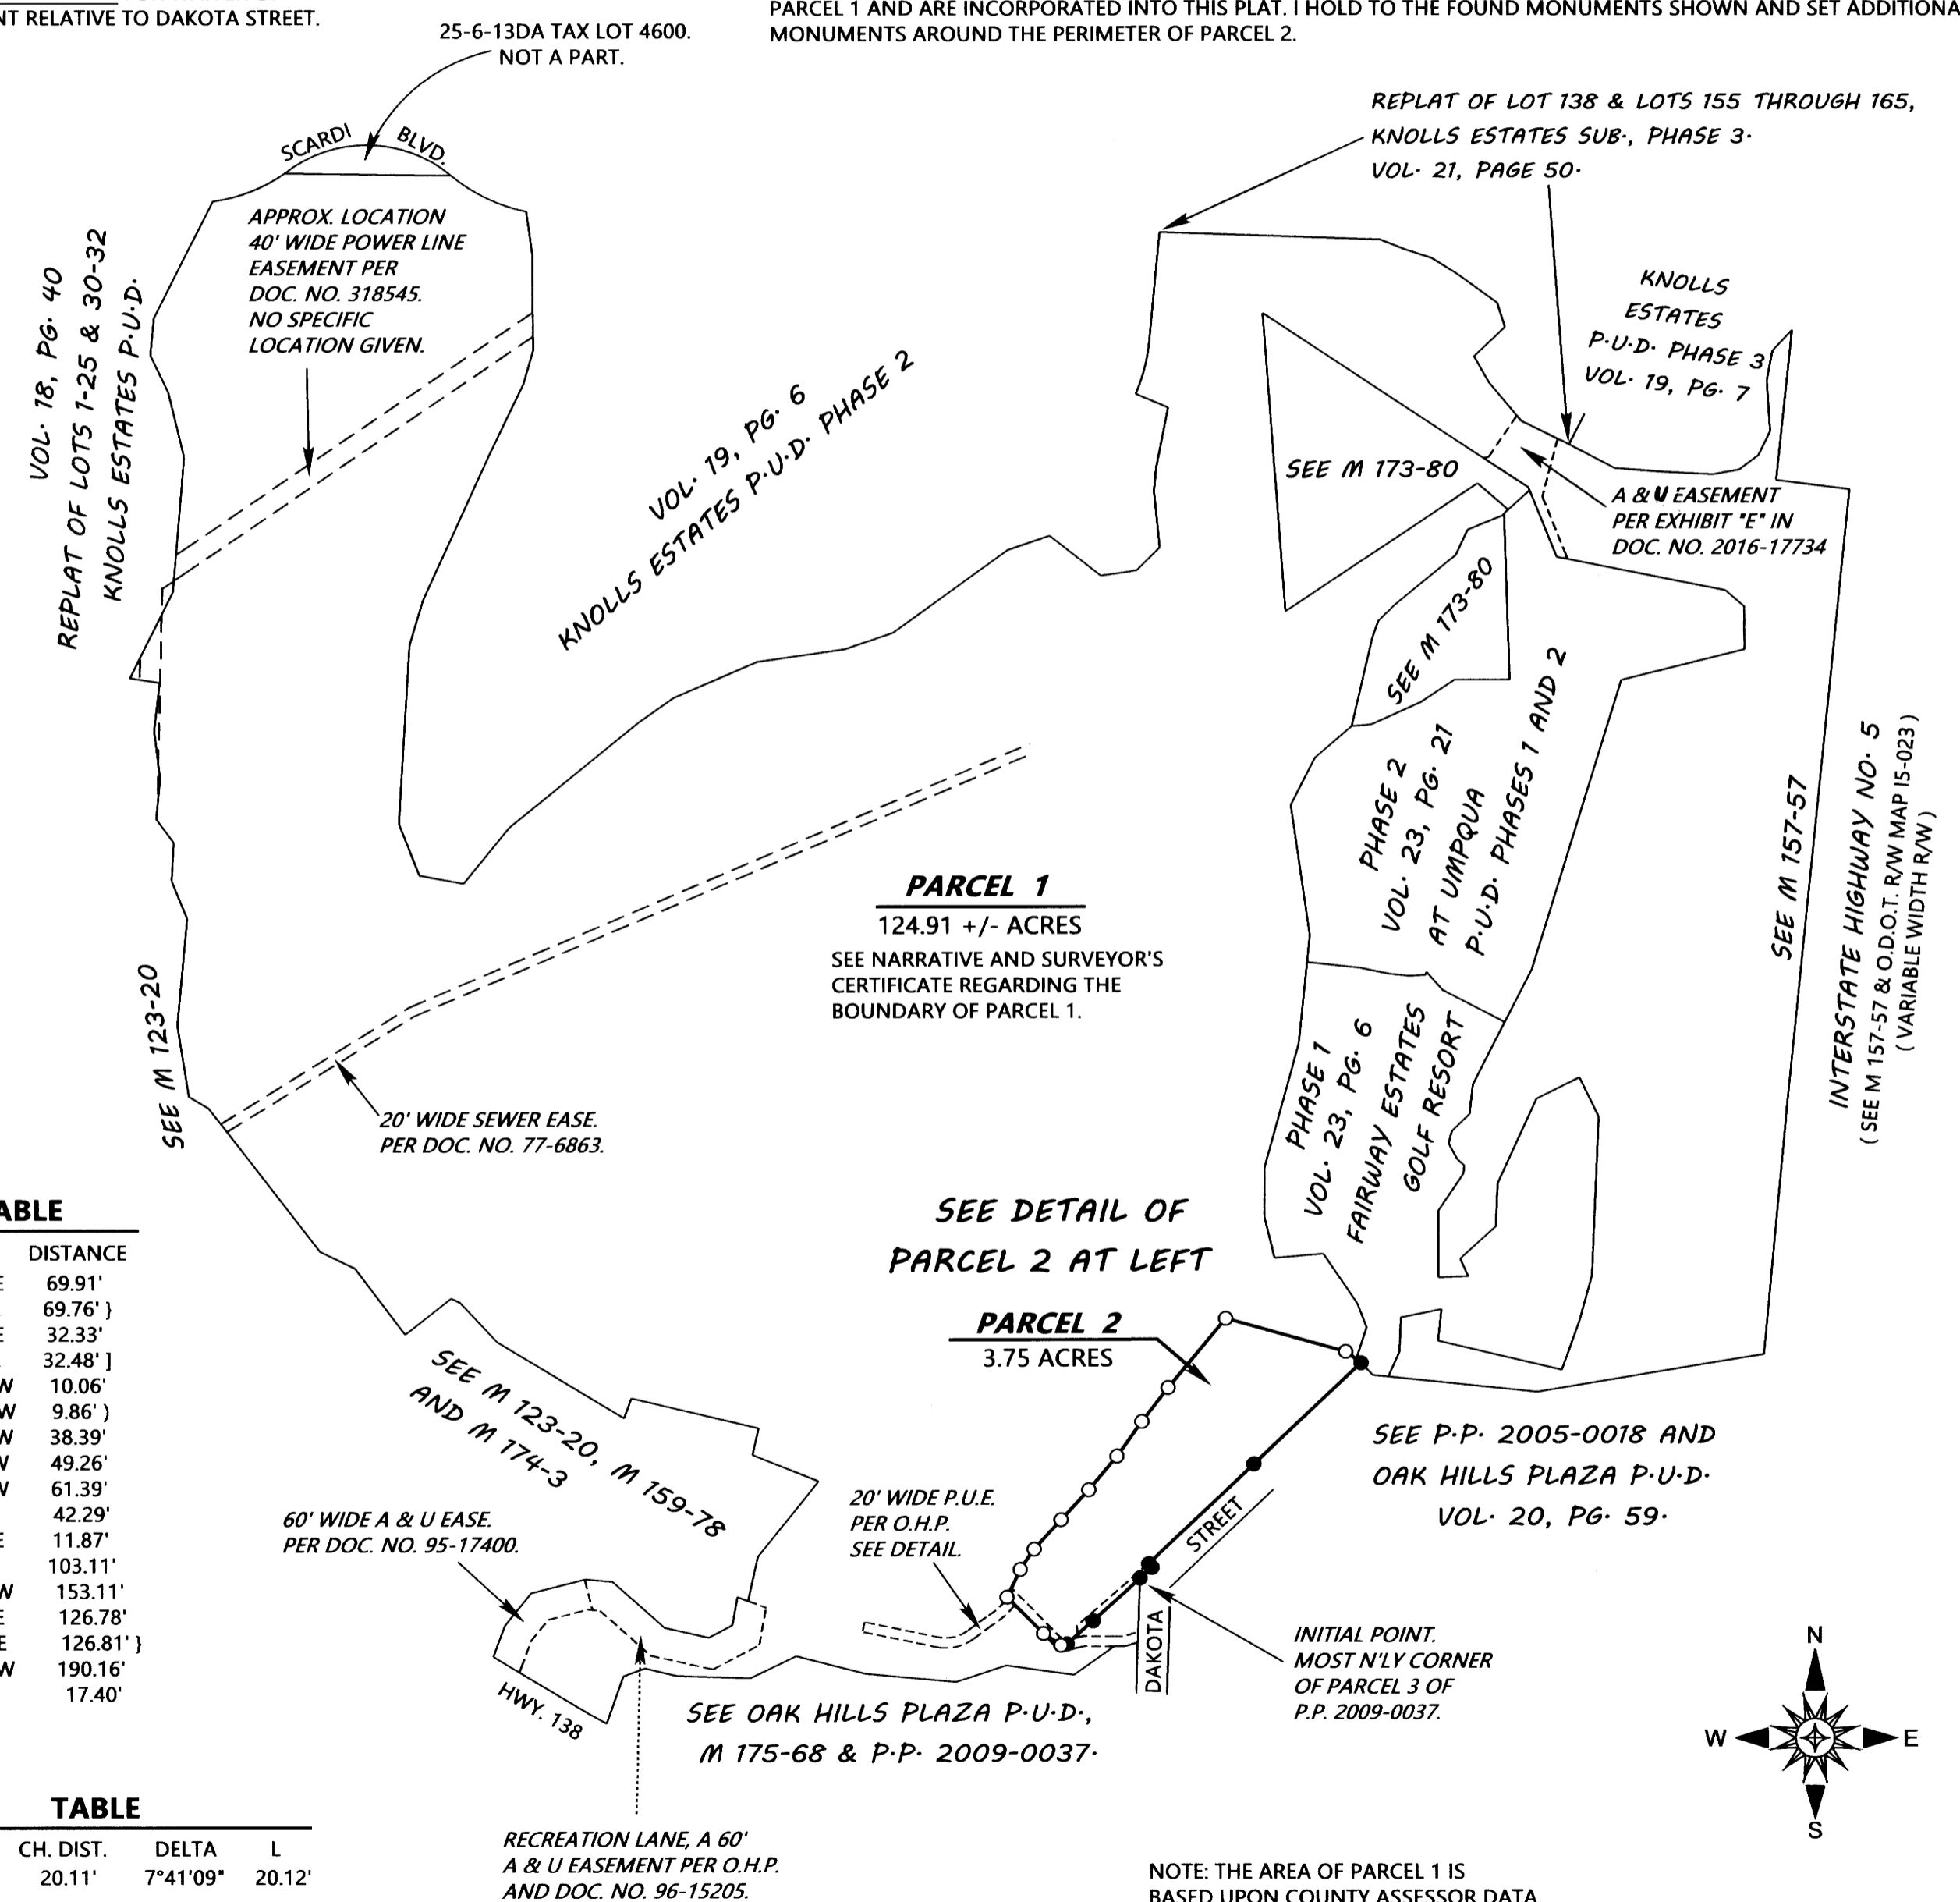 NT RELATIVE TO DAKOTA STREET.
PARCEL 1 AND ARE INCORPORATED INTO THIS PLAT. I HOLD TO THE FOUND MONUMENTS SHOWN AND SET ADDITIONA
MONUMENTS AROUND THE PERIMETER OF PARCEL 2.
25-6-13DA TAX LOT 4600.
NOT A PART.
SCARDI BLVD.
REPLAT OF LOT 138 & LOTS 155 THROUGH 165,
KNOLLS ESTATES SUB., PHASE 3.
VOL. 21, PAGE 50.
APPROX. LOCATION
40' WIDE POWER LINE
EASEMENT PER
DOC. NO. 318545.
NO SPECIFIC
LOCATION GIVEN.
VOL. 18, PG. 40
REPLAT OF LOTS 1-25 & 30-32
KNOLLS ESTATES P.U.D.
VOL. 19, PG. 6
KNOLLS ESTATES P.U.D. PHASE 2
KNOLLS
ESTATES
P.U.D. PHASE 3
VOL. 19, PG. 7
SEE M 173-80
A & U EASEMENT
PER EXHIBIT "E" IN
DOC. NO. 2016-17734
SEE M 173-80
PHASE 2
VOL. 23, PG. 21
AT UMPQUA
P.U.D. PHASES 1 AND 2
SEE M 157-57
INTERSTATE HIGHWAY NO. 5
( SEE M 157-57 & O.D.O.T. R/W MAP I5-023 )
( VARIABLE WIDTH R/W )
PARCEL 1
124.91 +/- ACRES
SEE NARRATIVE AND SURVEYOR'S
CERTIFICATE REGARDING THE
BOUNDARY OF PARCEL 1.
SEE M 123-20
20' WIDE SEWER EASE.
PER DOC. NO. 77-6863.
PHASE 1
VOL. 23, PG. 6
FAIRWAY ESTATES
GOLF RESORT
SEE DETAIL OF
PARCEL 2 AT LEFT
PARCEL 2
3.75 ACRES
ABLE
DISTANCE
E 69.91'
69.76' }
E 32.33'
32.48' ]
W 10.06'
W 9.86' )
W 38.39'
W 49.26'
W 61.39'
42.29'
E 11.87'
103.11'
W 153.11'
E 126.78'
E 126.81' }
W 190.16'
17.40'
SEE M 123-20, M 159-78
AND M 174-3
60' WIDE A & U EASE.
PER DOC. NO. 95-17400.
20' WIDE P.U.E.
PER O.H.P.
SEE DETAIL.
STREET
DAKOTA
SEE P.P. 2005-0018 AND
OAK HILLS PLAZA P.U.D.
VOL. 20, PG. 59.
INITIAL POINT.
MOST N'LY CORNER
OF PARCEL 3 OF
P.P. 2009-0037.
HWY. 138
SEE OAK HILLS PLAZA P.U.D.,
M 175-68 & P.P. 2009-0037.
N
W E
S
TABLE
CH. DIST. DELTA L
20.11' 7°41'09" 20.12'
RECREATION LANE, A 60'
A & U EASEMENT PER O.H.P.
AND DOC. NO. 96-15205.
NOTE: THE AREA OF PARCEL 1 IS
BASED UPON COUNTY ASSESSOR DATA